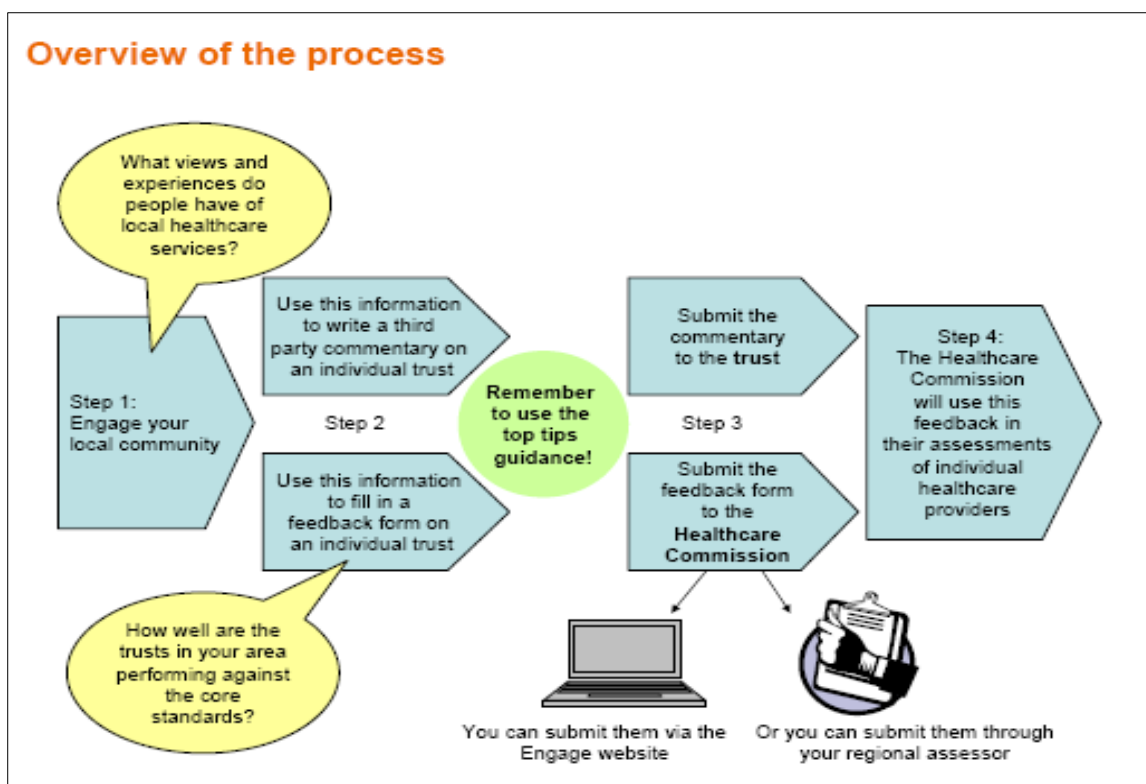 Overview of the process
What views and
experiences do
people have of
local healthcare
services?
Step 1:
Engage your
local community
Use this information
to write a third
party commentary on
an individual trust
Step 2
Use this information
to fill in a
feedback form on
an individual trust
How well are the
trusts in your area
performing against
the core
standards?
Remember
to use the
top tips
guidance!
Submit the
commentary
to the trust
Step 3
Submit the
feedback form
to the
Healthcare
Commission
Step 4:
The Healthcare
Commission
will use this
feedback in
their assessments
of individual
healthcare
providers
You can submit them via the
Engage website
Or you can submit them through
your regional assessor